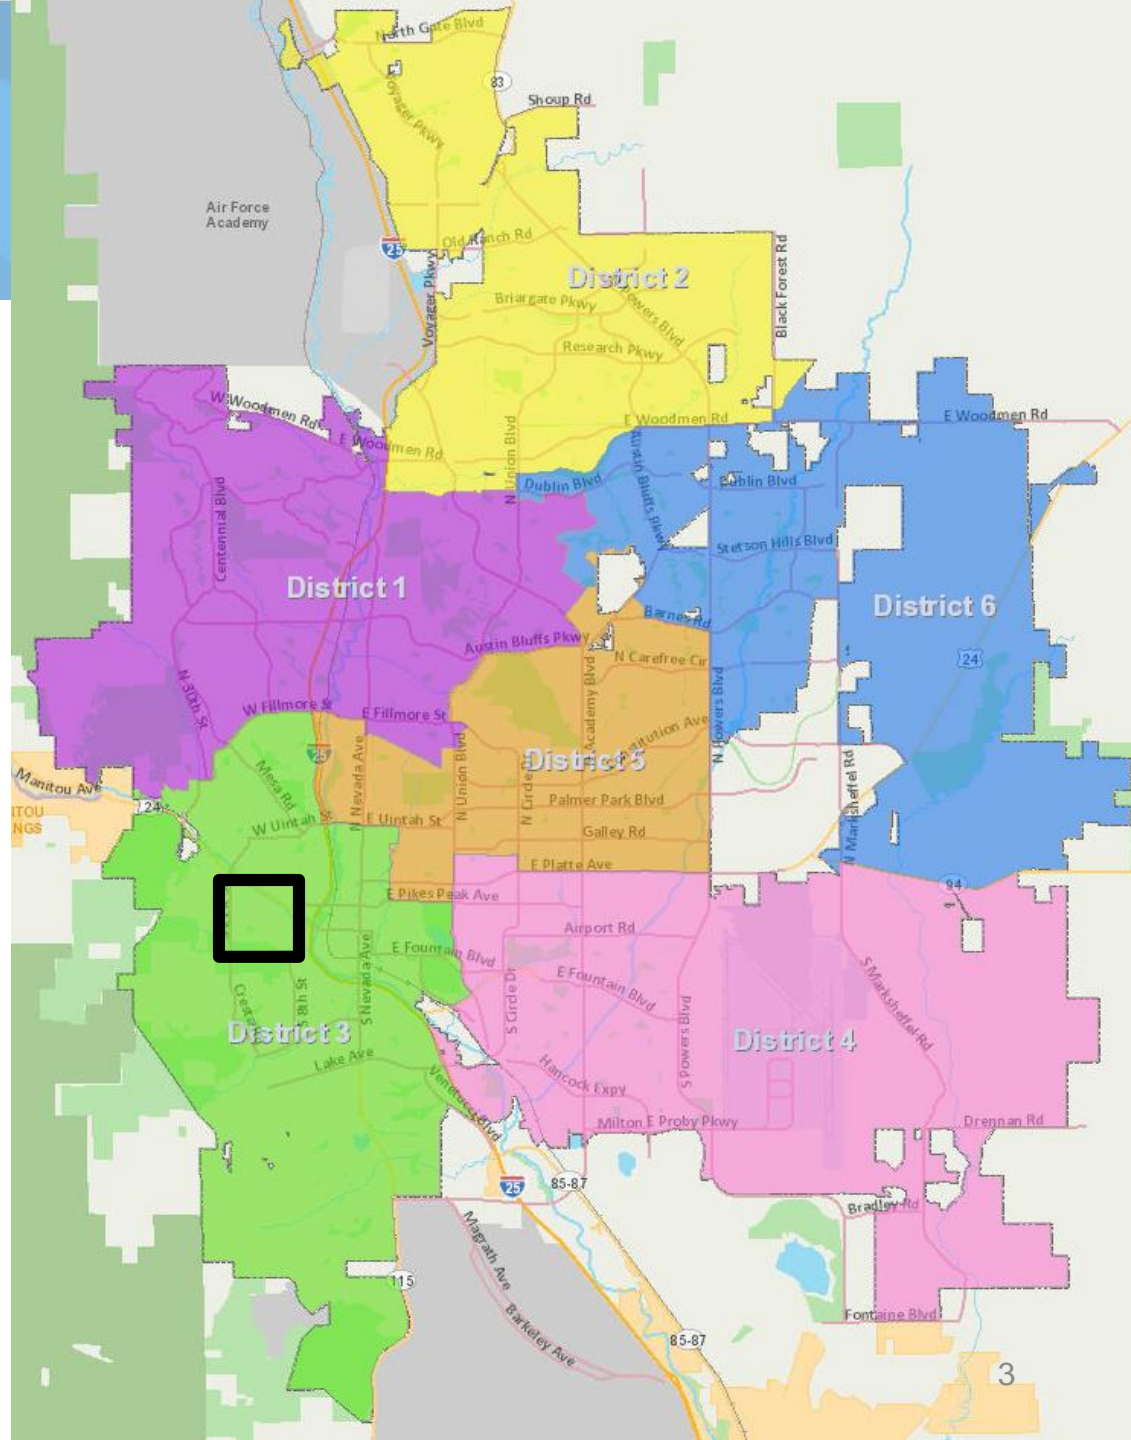 North Gate Blvd
Voyager Pkwy
83
Shoup Rd
Air Force
Academy
25
Old Ranch Rd
Voyager Pkwy
District 2
Briargate Pkwy
Powers Blvd
Black Forest Rd
Research Pkwy
W Woodmen Rd
E Woodmen Rd
E Woodmen Rd
E Woodmen Rd
N Union Blvd
Austin Bluffs Pkwy
Dublin Blvd
Dublin Blvd
Centennial Blvd
Stetson Hills Blvd
District 1
District 6
Barnes Rd
Austin Bluffs Pkwy
N Carefree Cir
24
N 30th St
W Fillmore St
E Fillmore St
N Academy Blvd
Constitution Ave
N Powers Blvd
25
N Nevada Ave
N Union Blvd
N Circle Dr
District 5
Manitou Ave
24
Mesa Rd
Palmer Park Blvd
N Marksheffel Rd
ITOU
NGS
W Uintah St
E Uintah St
Galley Rd
E Platte Ave
94
E Pikes Peak Ave
Airport Rd
E Fountain Blvd
E Fountain Blvd
S Marksheffel Rd
S 8th St
S Nevada Ave
S Circle Dr
S Powers Blvd
District 3
District 4
Lake Ave
Venetucci Blvd
Hancock Expy
Milton E Proby Pkwy
Drennan Rd
25
85-87
Bradley Rd
Magrath Ave
115
Barkeley Ave
Fontaine Blvd
85-87
3